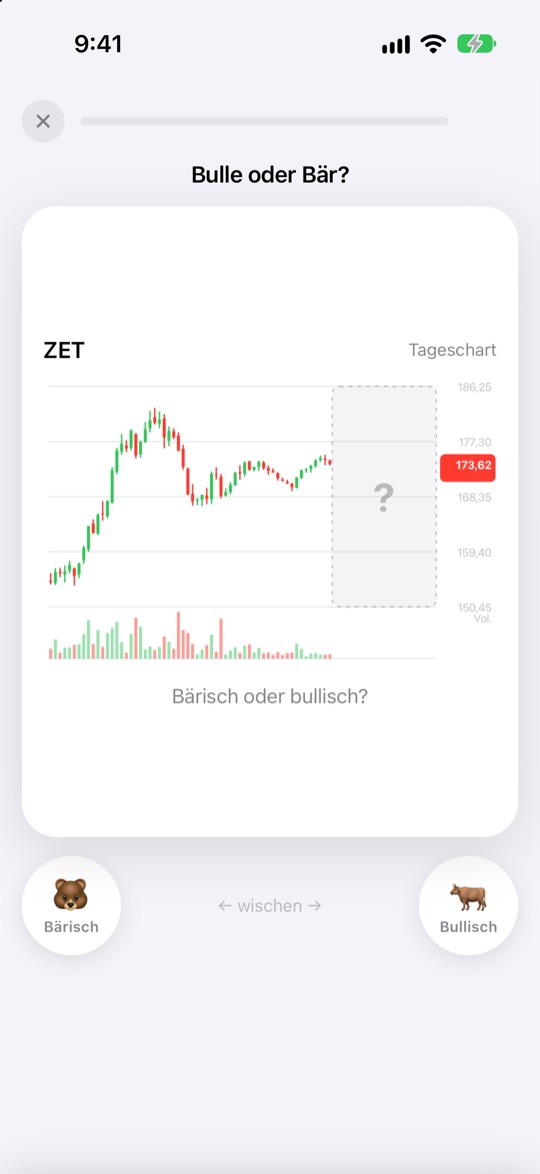 9:41
Bulle oder Bär?
ZET
Tageschart
186,25
177,30
173,62
168,35
?
159,40
150,45
Vol.
Bärisch oder bullisch?
Bärisch
← wischen →
Bullisch